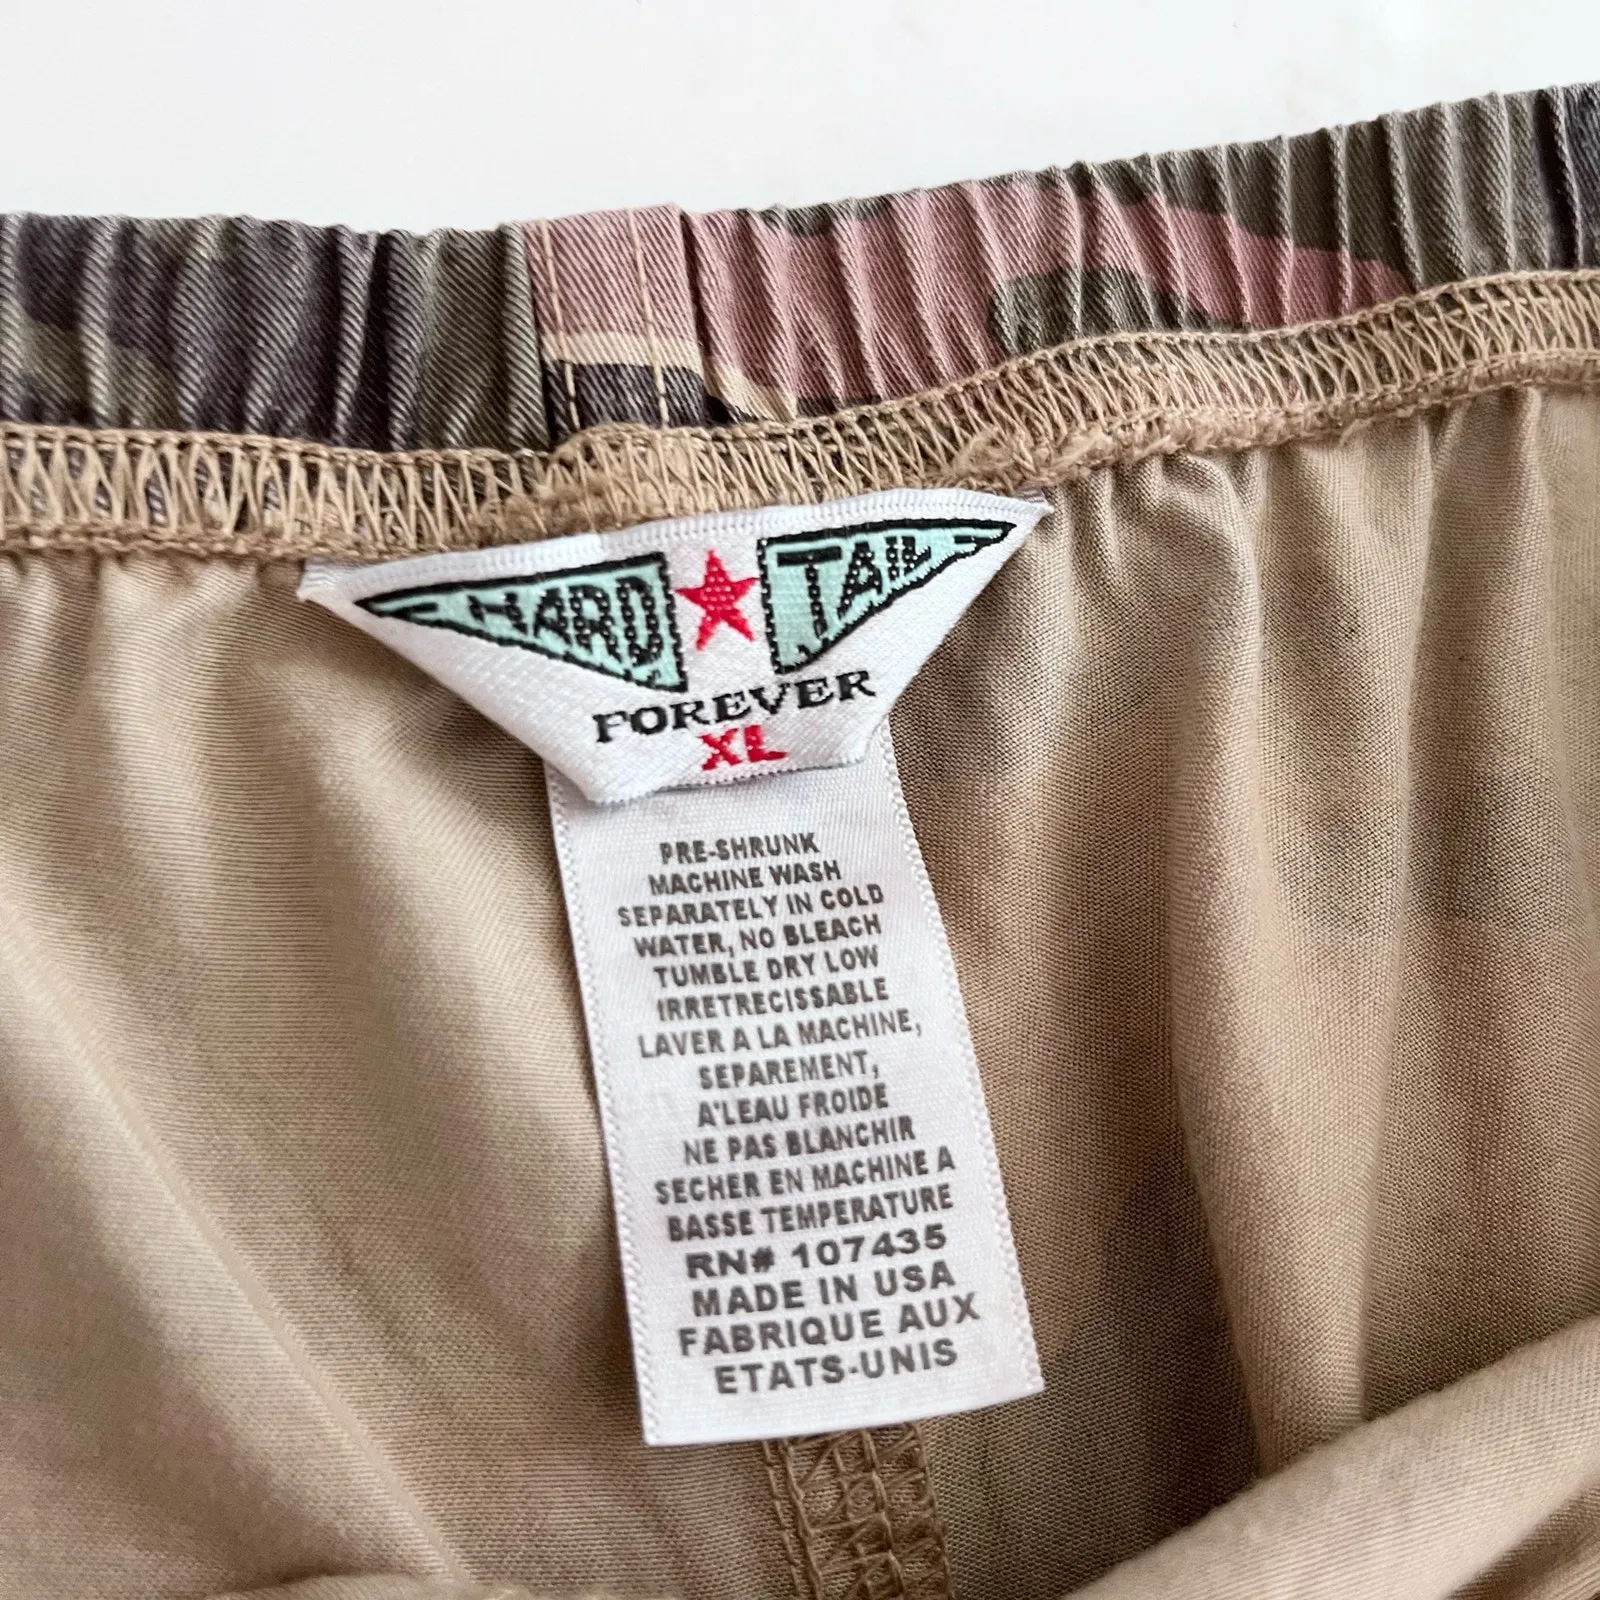 HARD TAIL
FOREVER
XL
PRE-SHRUNK
MACHINE WASH
SEPARATELY IN COLD
WATER, NO BLEACH
TUMBLE DRY LOW
IRRETRECISSABLE
LAVER A LA MACHINE,
SEPAREMENT,
A'LEAU FROIDE
NE PAS BLANCHIR
SECHER EN MACHINE A
BASSE TEMPERATURE
RN# 107435
MADE IN USA
FABRIQUE AUX
ETATS-UNIS